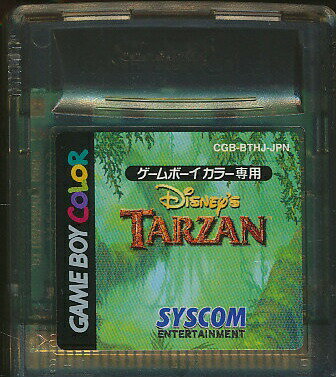 CGB-BTHJ-JPN
ゲームボーイカラー専用
DISNEY'S
TARZAN
SYSCOM
ENTERTAINMENT
GAME BOY COLOR